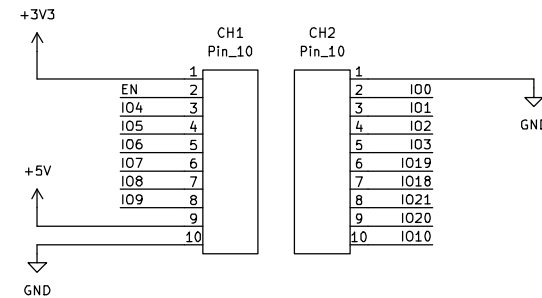 +3V3
CH1 CH2
Pin_10 Pin_10
1 1
EN 2 2 IO0
IO4 3 3 IO1
IO5 4 4 IO2
IO6 5 5 IO3
IO7 6 6 IO19
IO8 7 7 IO18
IO9 8 8 IO21
+5V 9 9 IO20
10 10 IO10
GND
GND